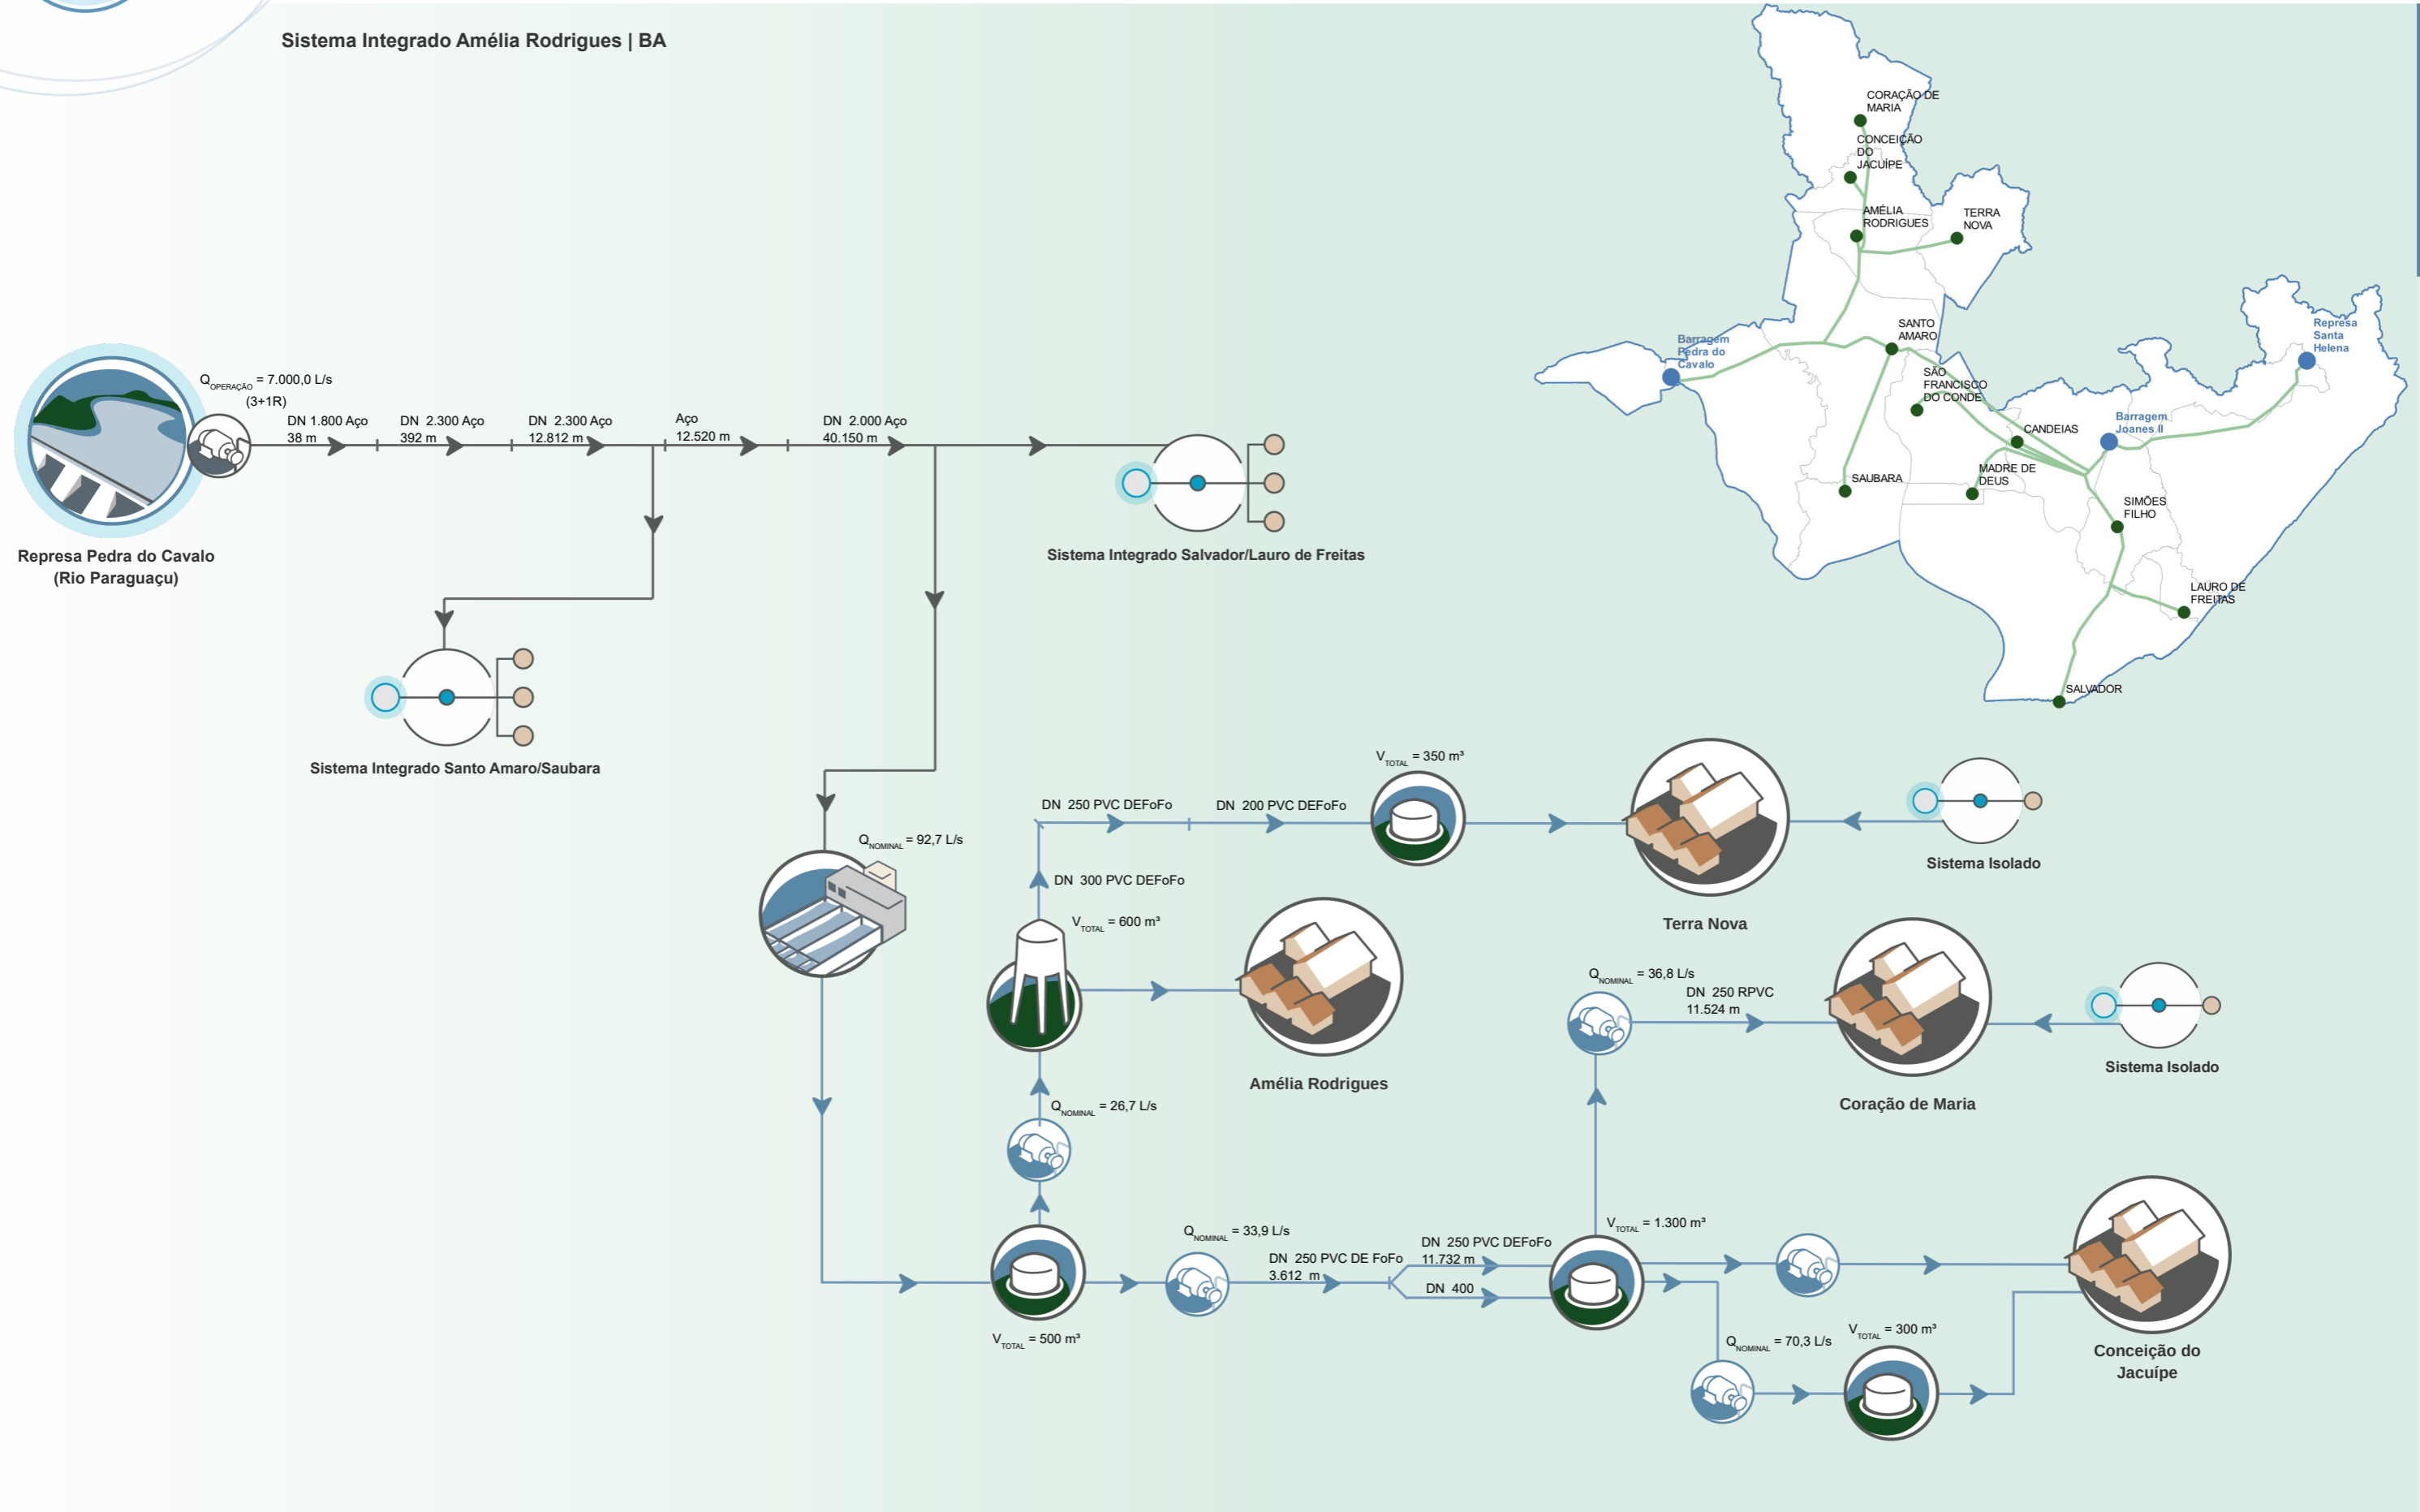 Sistema Integrado Amélia Rodrigues | BA
CORAÇÃO DE
MARIA
CONCEIÇÃO
DO
JACUÍPE
AMÉLIA
RODRIGUES
TERRA
NOVA
SANTO
AMARO
Barragem
Pedra do
Cavalo
SÃO
FRANCISCO
DO CONDE
Represa
Santa
Helena
Barragem
Joanes II
CANDEIAS
SAUBARA
MADRE DE
DEUS
SIMÕES
FILHO
LAURO DE
FREITAS
SALVADOR
QOPERAÇÃO = 7.000,0 L/s
(3+1R)
DN 1.800 Aço
38 m
DN 2.300 Aço
392 m
DN 2.300 Aço
12.812 m
Aço
12.520 m
DN 2.000 Aço
40.150 m
Represa Pedra do Cavalo
(Rio Paraguaçu)
Sistema Integrado Salvador/Lauro de Freitas
Sistema Integrado Santo Amaro/Saubara
QNOMINAL = 92,7 L/s
DN 250 PVC DEFoFo
DN 200 PVC DEFoFo
VTOTAL = 350 m³
DN 300 PVC DEFoFo
VTOTAL = 600 m³
Terra Nova
Sistema Isolado
Amélia Rodrigues
QNOMINAL = 36,8 L/s
DN 250 RPVC
11.524 m
Coração de Maria
Sistema Isolado
QNOMINAL = 26,7 L/s
VTOTAL = 500 m³
QNOMINAL = 33,9 L/s
DN 250 PVC DE FoFo
3.612 m
DN 250 PVC DEFoFo
11.732 m
DN 400
VTOTAL = 1.300 m³
QNOMINAL = 70,3 L/s
VTOTAL = 300 m³
Conceição do
Jacuípe